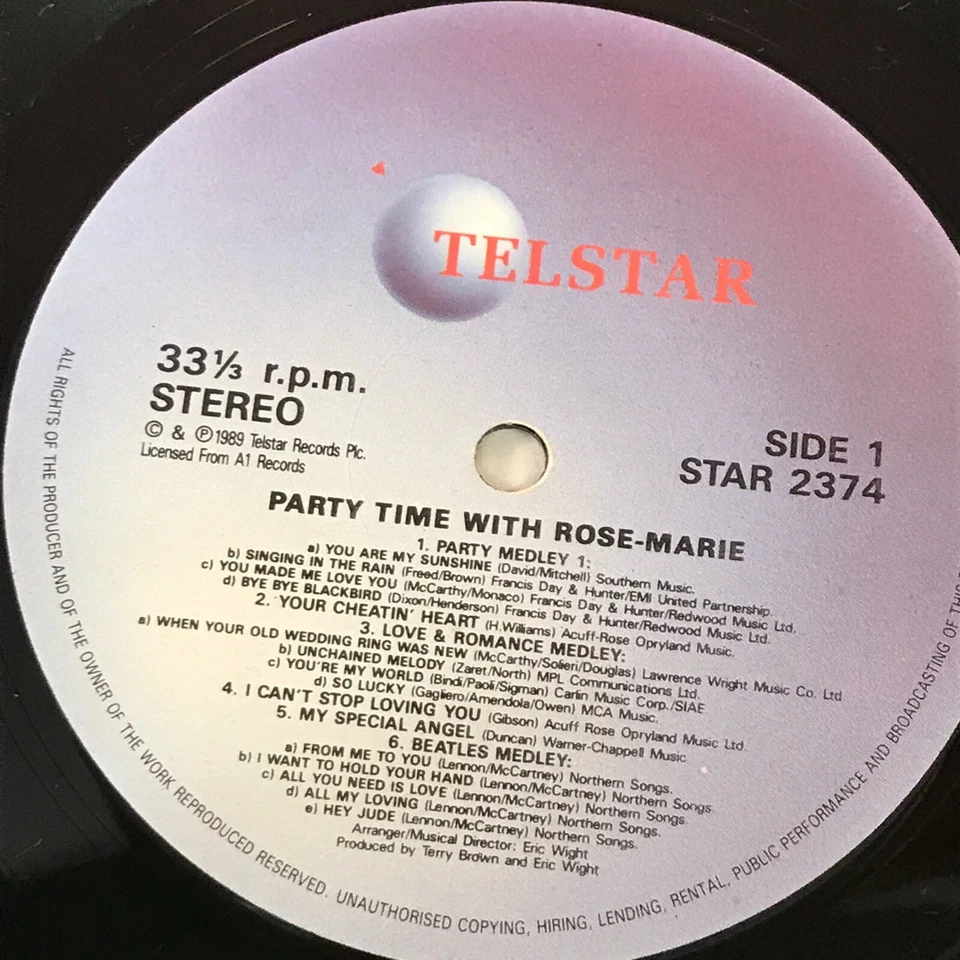 TELSTAR
33⅓ r.p.m.
STEREO
© & ℗1989 Telstar Records Plc.
Licensed From A1 Records
SIDE 1
STAR 2374
PARTY TIME WITH ROSE-MARIE
1. PARTY MEDLEY 1:
a) YOU ARE MY SUNSHINE (David/Mitchell) Southern Music.
b) SINGING IN THE RAIN (Freed/Brown) Francis Day & Hunter/EMI United Partnership.
c) YOU MADE ME LOVE YOU (McCarthy/Monaco) Francis Day & Hunter/Redwood Music Ltd.
d) BYE BYE BLACKBIRD (Dixon/Henderson) Francis Day & Hunter/Redwood Music Ltd.
2. YOUR CHEATIN' HEART (H.Williams) Acuff-Rose Opryland Music.
3. LOVE & ROMANCE MEDLEY:
a) WHEN YOUR OLD WEDDING RING WAS NEW (McCarthy/Solieri/Douglas) Lawrence Wright Music Co. Ltd
b) UNCHAINED MELODY (Zaret/North) MPL Communications Ltd.
c) YOU'RE MY WORLD (Bindi/Paoli/Sigman) Carlin Music Corp./SIAE
d) SO LUCKY (Gagliero/Amendola/Owen) MCA Music.
4. I CAN'T STOP LOVING YOU (Gibson) Acuff Rose Opryland Music Ltd.
5. MY SPECIAL ANGEL (Duncan) Warner-Chappell Music
6. BEATLES MEDLEY:
a) FROM ME TO YOU (Lennon/McCartney) Northern Songs.
b) I WANT TO HOLD YOUR HAND (Lennon/McCartney) Northern Songs.
c) ALL YOU NEED IS LOVE (Lennon/McCartney) Northern Songs.
d) ALL MY LOVING (Lennon/McCartney) Northern Songs.
e) HEY JUDE (Lennon/McCartney) Northern Songs.
Arranger/Musical Director: Eric Wight
Produced by Terry Brown and Eric Wight
ALL RIGHTS OF THE PRODUCER AND OF THE OWNER OF THE WORK REPRODUCED RESERVED. UNAUTHORISED COPYING, HIRING, LENDING, RENTAL, PUBLIC PERFORMANCE AND BROADCASTING OF